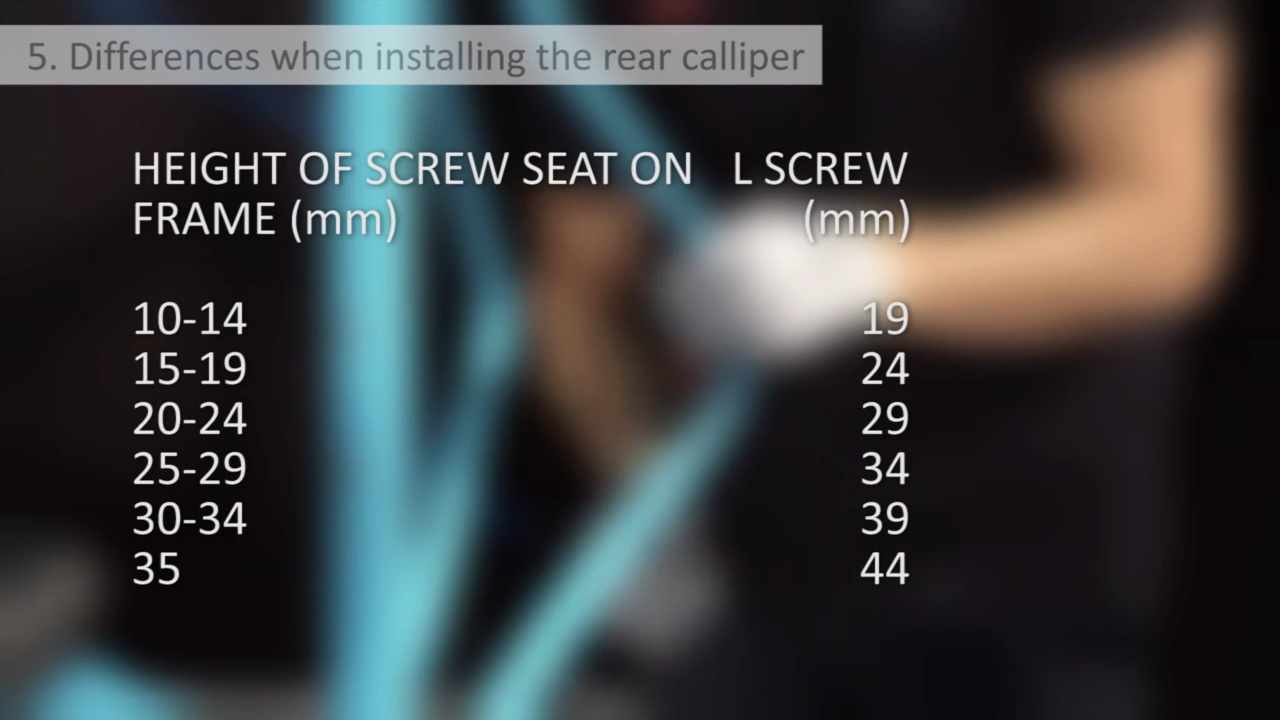 5. Differences when installing the rear calliper
HEIGHT OF SCREW SEAT ON L SCREW
FRAME (mm) (mm)
10-14 19
15-19 24
20-24 29
25-29 34
30-34 39
35 44